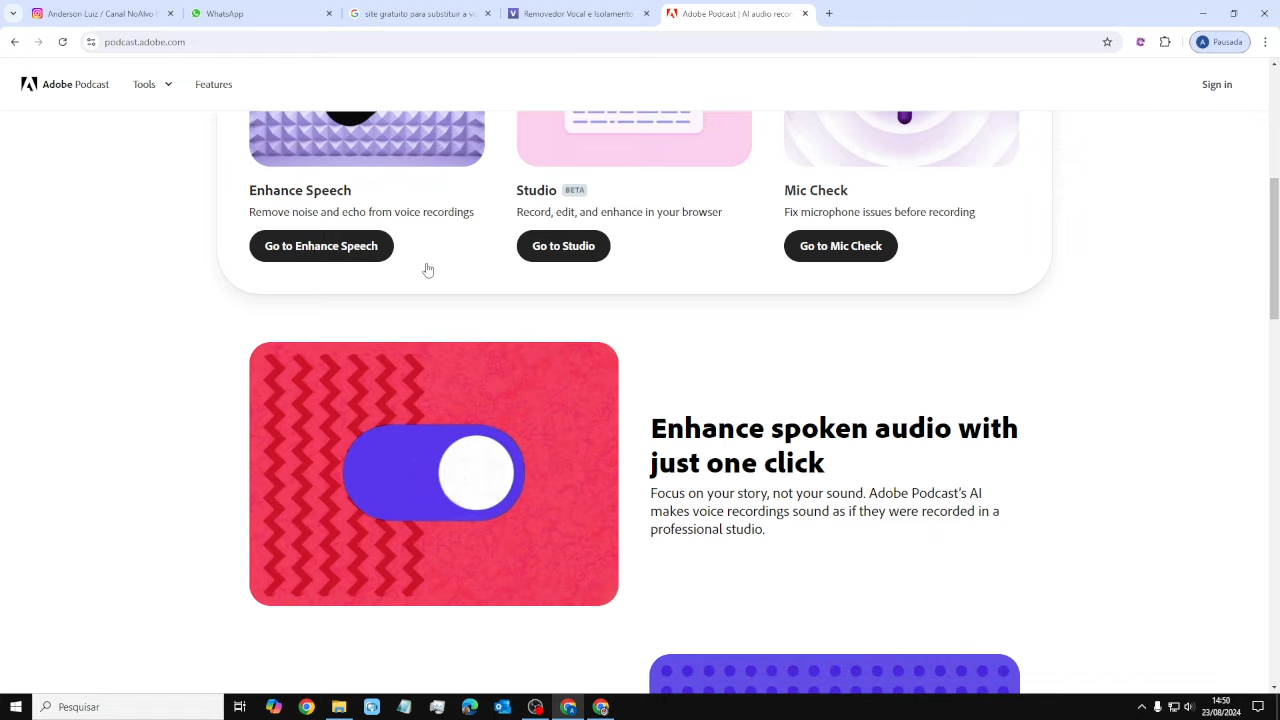 Anderson Luiz / Canal NoAlvo
WhatsApp
site gratuito para substituir a v
Removedor Vocal e Isolamento
Adobe Podcast | AI audio reco
podcast.adobe.com
A
Pausada
Adobe Podcast
Tools
Features
Sign in
Enhance Speech
Studio BETA
Mic Check
Remove noise and echo from voice recordings
Record, edit, and enhance in your browser
Fix microphone issues before recording
Go to Enhance Speech
Go to Studio
Go to Mic Check
Enhance spoken audio with
just one click
Focus on your story, not your sound. Adobe Podcast's AI
makes voice recordings sound as if they were recorded in a
professional studio.
Pesquisar
14:50
23/08/2024